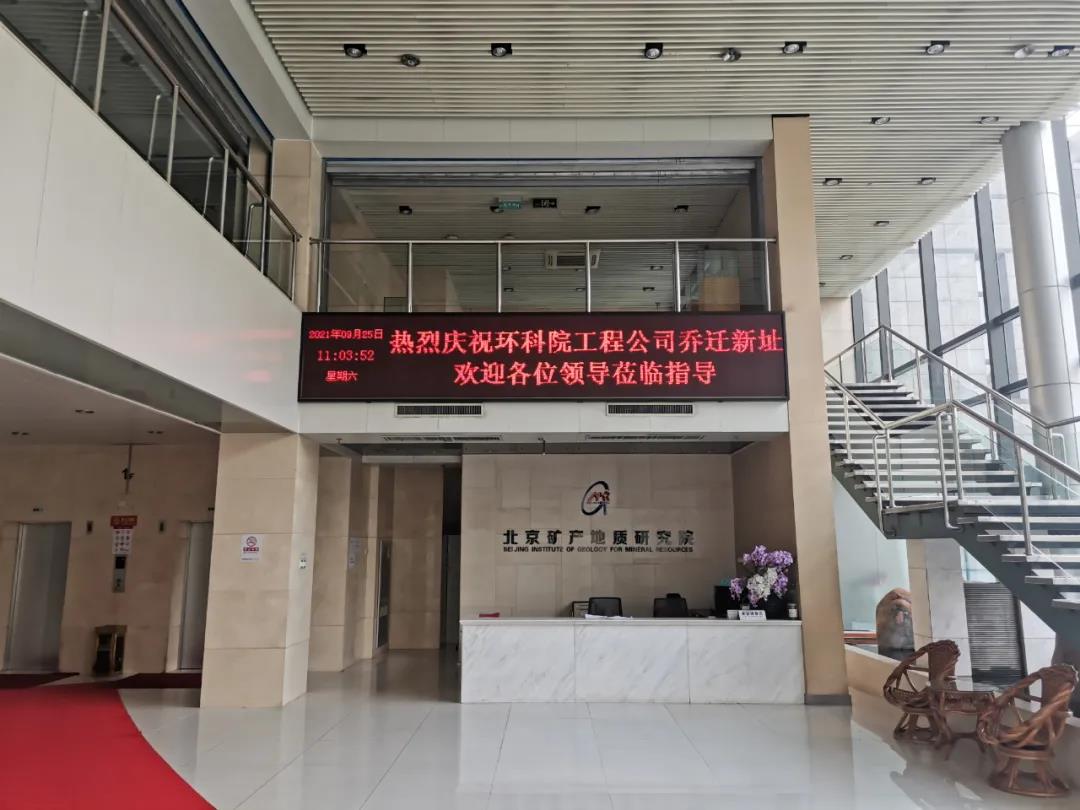 2021年09月25日
11:03:52
星期六
热烈庆祝环科院工程公司乔迁新址
欢迎各位领导莅临指导
北京矿产地质研究院
BEIJING INSTITUTE OF GEOLOGY FOR MINERAL RESOURCES